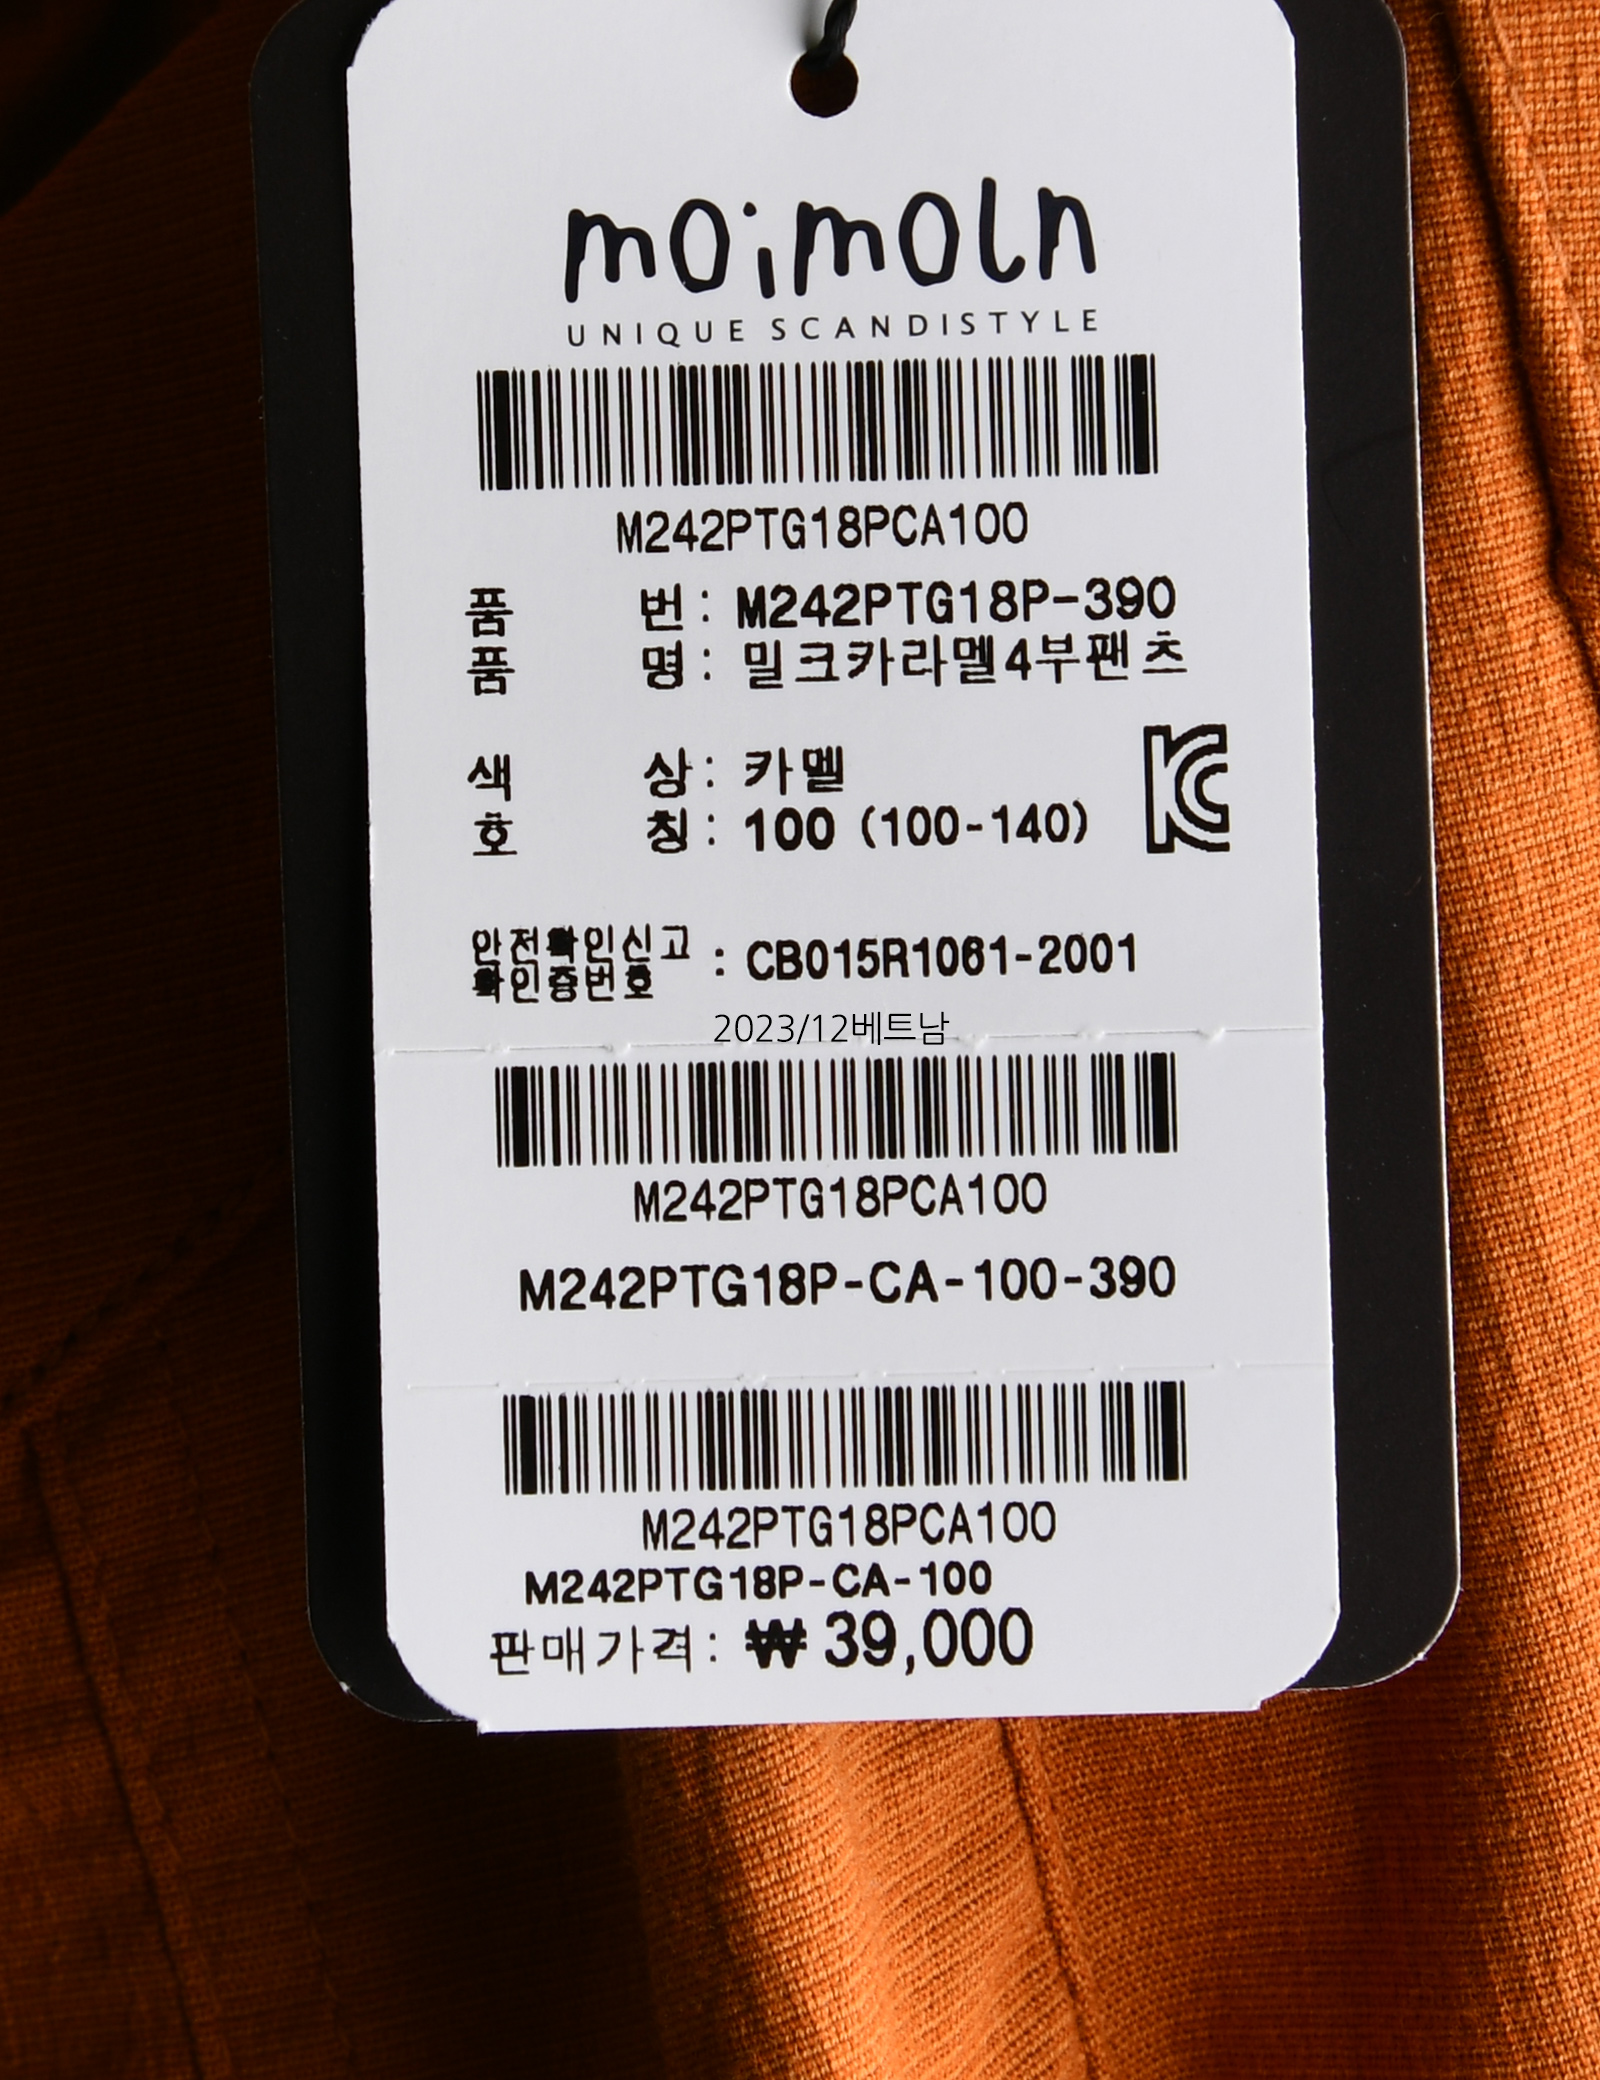 moimoln
UNIQUE SCANDISTYLE
M242PTG18PCA100
품 번 : M242PTG18P-390
품 명 : 밀크카라멜4부팬츠
색 상 : 카멜
호 칭 : 100 (100-140)
안전확인신고
확인증번호 : CB015R1061-2001
2023/12베트남
M242PTG18PCA100
M242PTG18P-CA-100-390
M242PTG18PCA100
M242PTG18P-CA-100
판매가격: ₩ 39,000